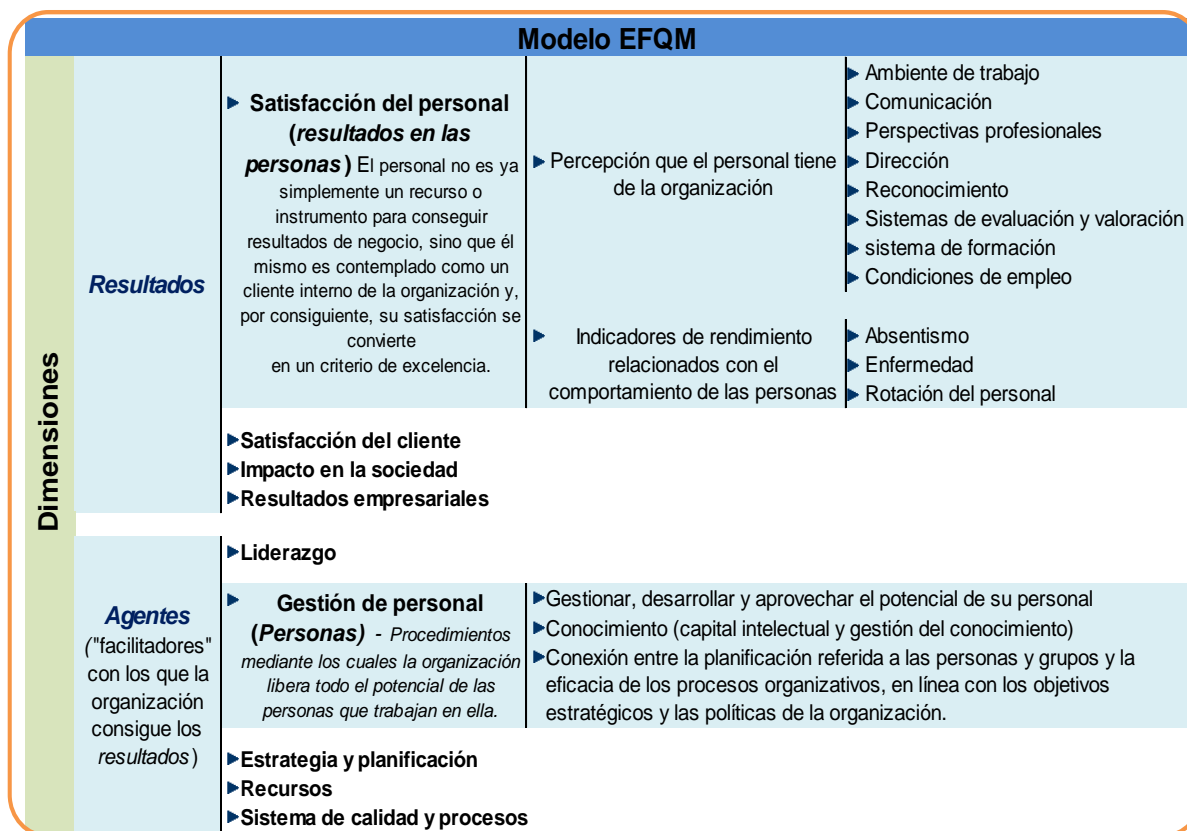 Modelo EFQM
Dimensiones
Resultados
Satisfacción del personal
(resultados en las
personas) El personal no es ya
simplemente un recurso o
instrumento para conseguir
resultados de negocio, sino que él
mismo es contemplado como un
cliente interno de la organización y,
por consiguiente, su satisfacción se
convierte
en un criterio de excelencia.
Percepción que el personal tiene
de la organización
Ambiente de trabajo
Comunicación
Perspectivas profesionales
Dirección
Reconocimiento
Sistemas de evaluación y valoración
sistema de formación
Condiciones de empleo
Indicadores de rendimiento
relacionados con el
comportamiento de las personas
Absentismo
Enfermedad
Rotación del personal
Satisfacción del cliente
Impacto en la sociedad
Resultados empresariales
Agentes
("facilitadores"
con los que la
organización
consigue los
resultados)
Liderazgo
Gestión de personal
(Personas) - Procedimientos
mediante los cuales la organización
libera todo el potencial de las
personas que trabajan en ella.
Gestionar, desarrollar y aprovechar el potencial de su personal
Conocimiento (capital intelectual y gestión del conocimiento)
Conexión entre la planificación referida a las personas y grupos y la
eficacia de los procesos organizativos, en línea con los objetivos
estratégicos y las políticas de la organización.
Estrategia y planificación
Recursos
Sistema de calidad y procesos